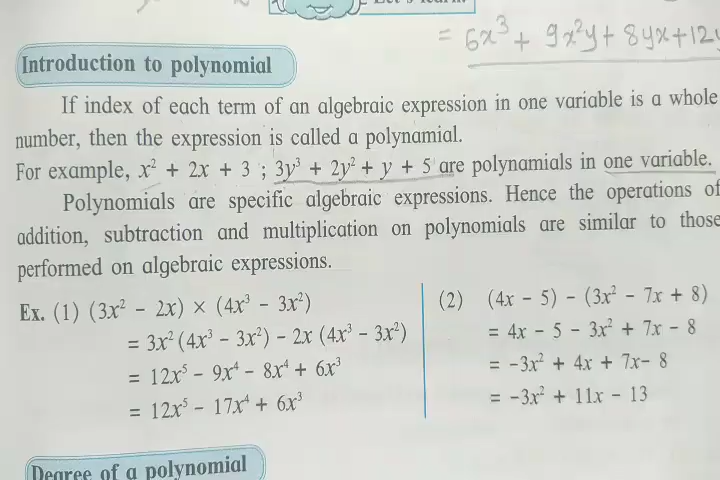 = 6x³ + 9x²y + 8yx + 12
Introduction to polynomial
If index of each term of an algebraic expression in one variable is a whole
number, then the expression is called a polynamial.
For example, x² + 2x + 3 ; 3y³ + 2y² + y + 5 are polynamials in one variable.
Polynomials are specific algebraic expressions. Hence the operations of
addition, subtraction and multiplication on polynomials are similar to those
performed on algebraic expressions.
Ex. (1) (3x² − 2x) × (4x³ − 3x²)
= 3x² (4x³ − 3x²) − 2x (4x³ − 3x²)
= 12x⁵ − 9x⁴ − 8x⁴ + 6x³
= 12x⁵ − 17x⁴ + 6x³
(2) (4x − 5) − (3x² − 7x + 8)
= 4x − 5 − 3x² + 7x − 8
= −3x² + 4x + 7x− 8
= −3x² + 11x − 13
Degree of a polynomial